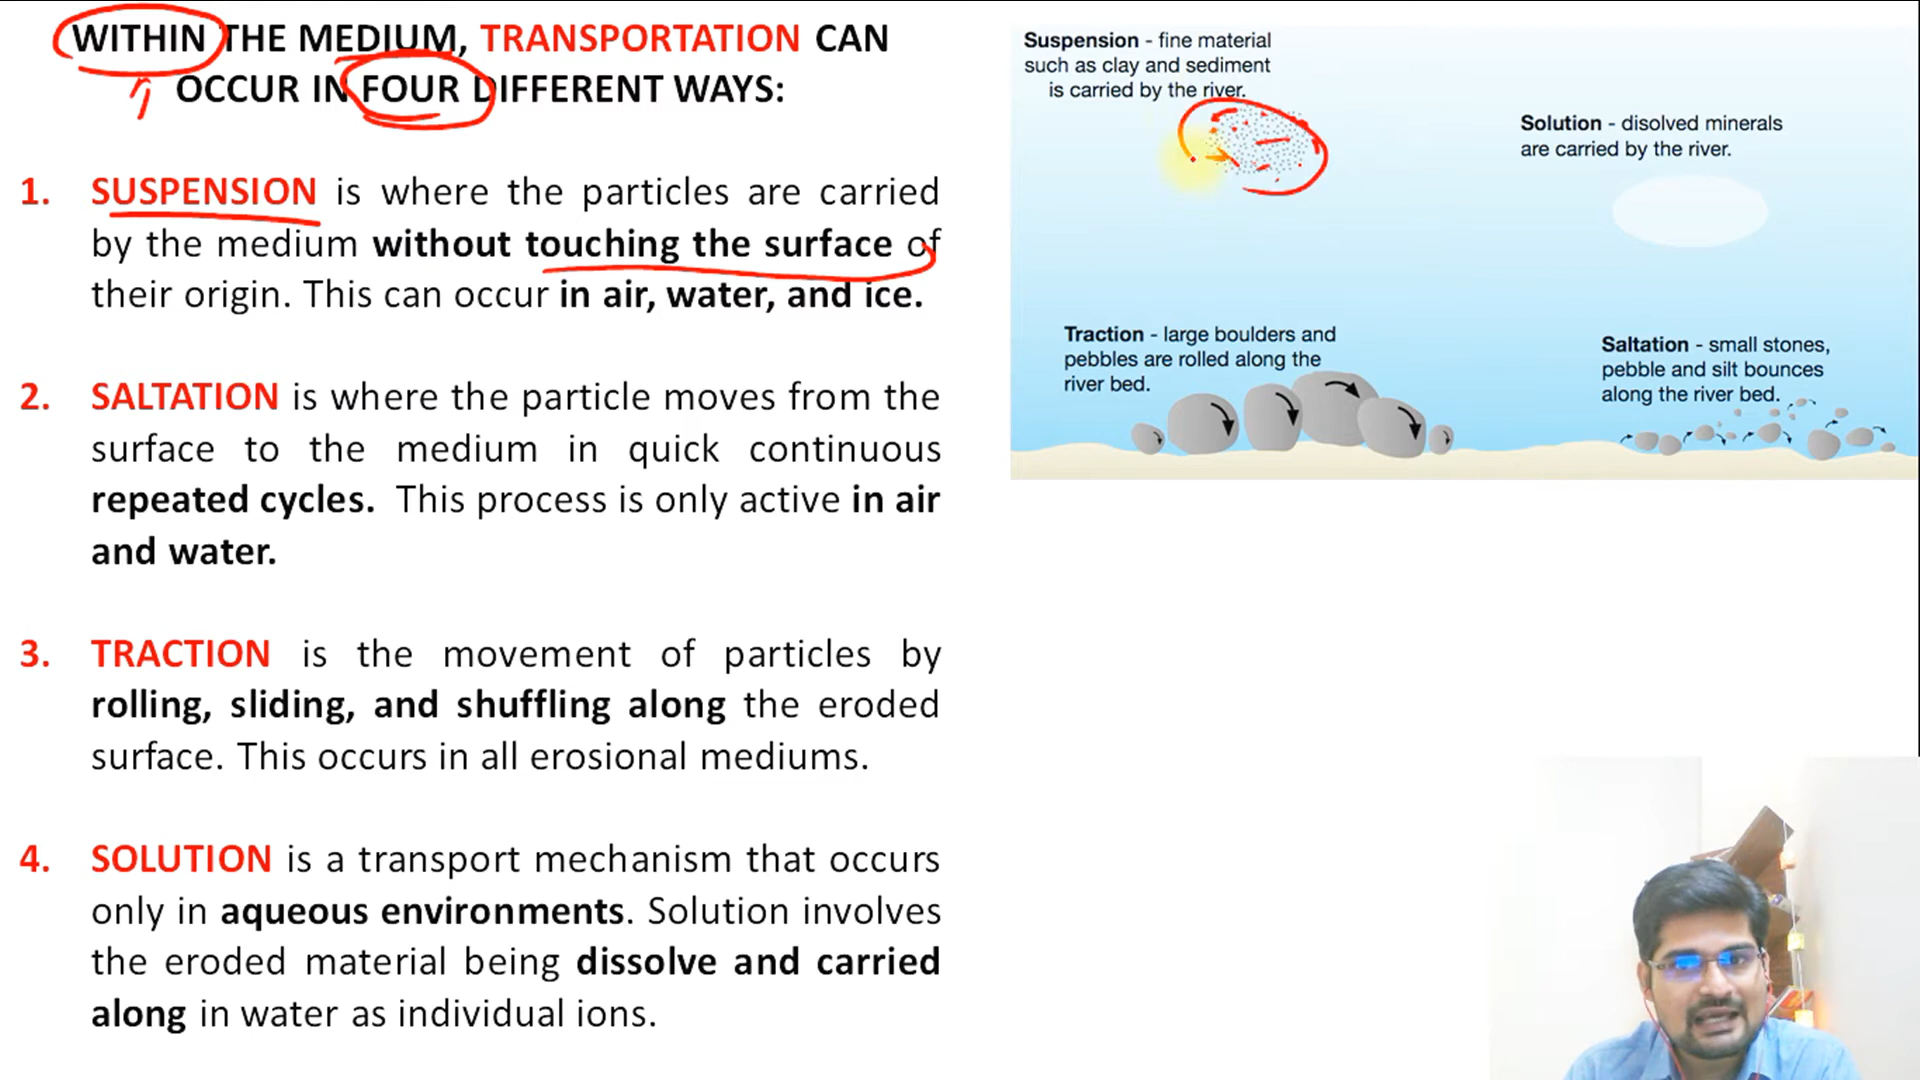 WITHIN THE MEDIUM, TRANSPORTATION CAN
OCCUR IN FOUR DIFFERENT WAYS:
1. SUSPENSION is where the particles are carried
by the medium without touching the surface of
their origin. This can occur in air, water, and ice.
2. SALTATION is where the particle moves from the
surface to the medium in quick continuous
repeated cycles. This process is only active in air
and water.
3. TRACTION is the movement of particles by
rolling, sliding, and shuffling along the eroded
surface. This occurs in all erosional mediums.
4. SOLUTION is a transport mechanism that occurs
only in aqueous environments. Solution involves
the eroded material being dissolve and carried
along in water as individual ions.
Suspension - fine material
such as clay and sediment
is carried by the river.
Solution - disolved minerals
are carried by the river.
Traction - large boulders and
pebbles are rolled along the
river bed.
Saltation - small stones,
pebble and silt bounces
along the river bed.